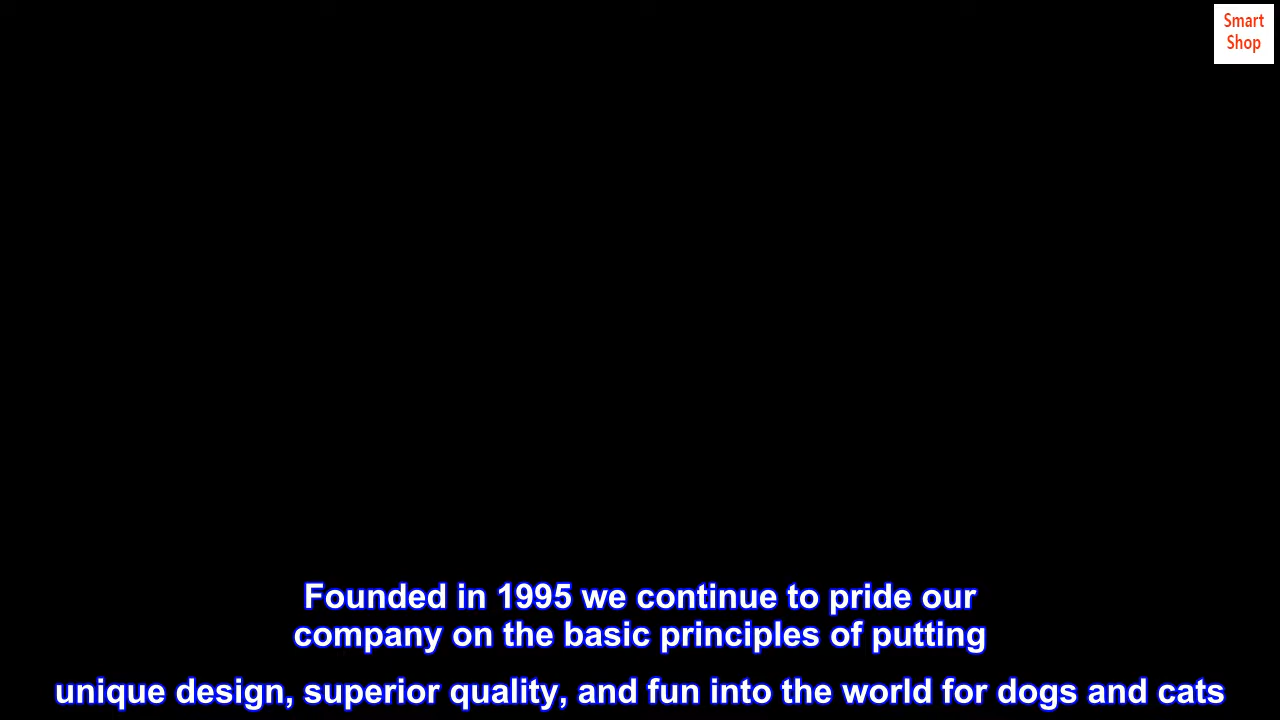 Smart
Shop
Founded in 1995 we continue to pride our
company on the basic principles of putting
unique design, superior quality, and fun into the world for dogs and cats